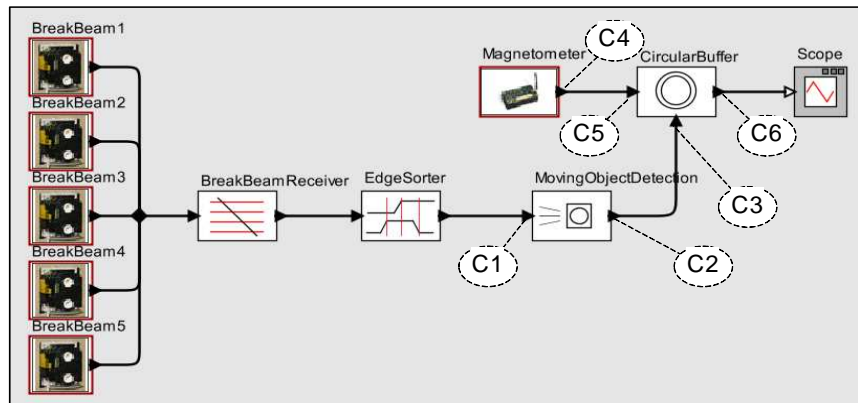 BreakBeam1
BreakBeam2
BreakBeam3
BreakBeam4
BreakBeam5
BreakBeamReceiver
EdgeSorter
MovingObjectDetection
Magnetometer
CircularBuffer
Scope
C4
C5
C6
C3
C1
C2